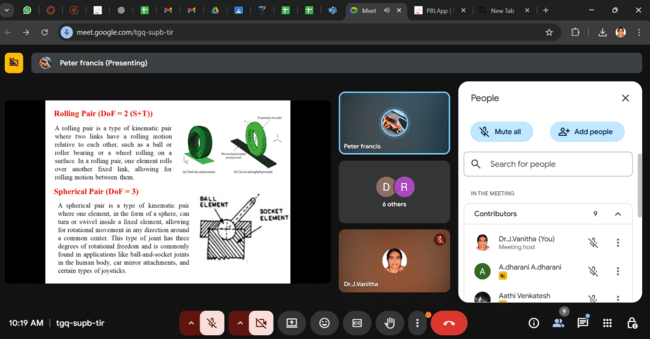 Meet
PBLApp |
New Tab
meet.google.com/tgq-supb-tir
Peter francis (Presenting)
Rolling Pair (DoF = 2 (S+T))
A rolling pair is a type of kinematic pair
where two links have a rolling motion
relative to each other, such as a ball or
roller bearing or a wheel rolling on a
surface. In a rolling pair, one element rolls
over another fixed link, allowing for
rolling motion between them.
Spherical Pair (DoF = 3)
A spherical pair is a type of kinematic pair
where one element, in the form of a sphere, can
turn or swivel inside a fixed element, allowing
for rotational movement in any direction around
a common center. This type of joint has three
degrees of rotational freedom and is commonly
found in applications like ball-and-socket joints
in the human body, car mirror attachments, and
certain types of joysticks.
BALL
ELEMENT
SOCKET
ELEMENT
Peter francis
D R
6 others
Dr.J.Vanitha
People
Mute all
Add people
Search for people
IN THE MEETING
Contributors 9
Dr.J.Vanitha (You)
Meeting host
A
A.dharani A.dharani
Aathi Venkatesh
10:19 AM | tgq-supb-tir
9